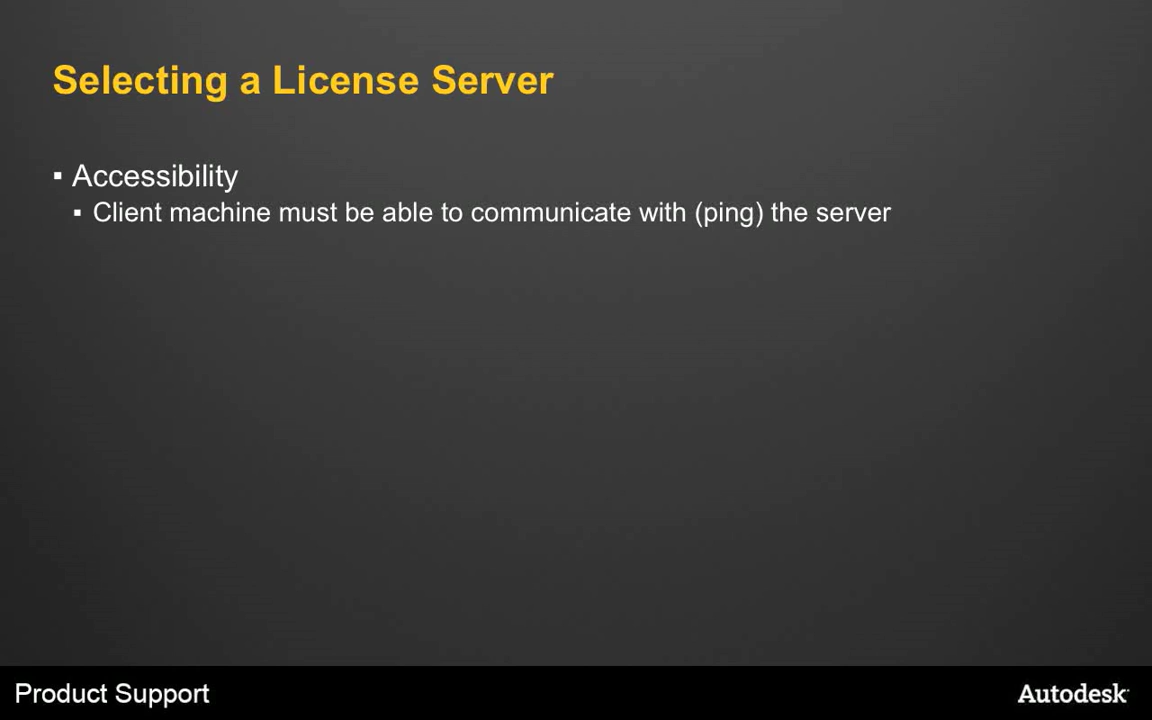 Selecting a License Server
▪ Accessibility
▪ Client machine must be able to communicate with (ping) the server
Product Support
Autodesk